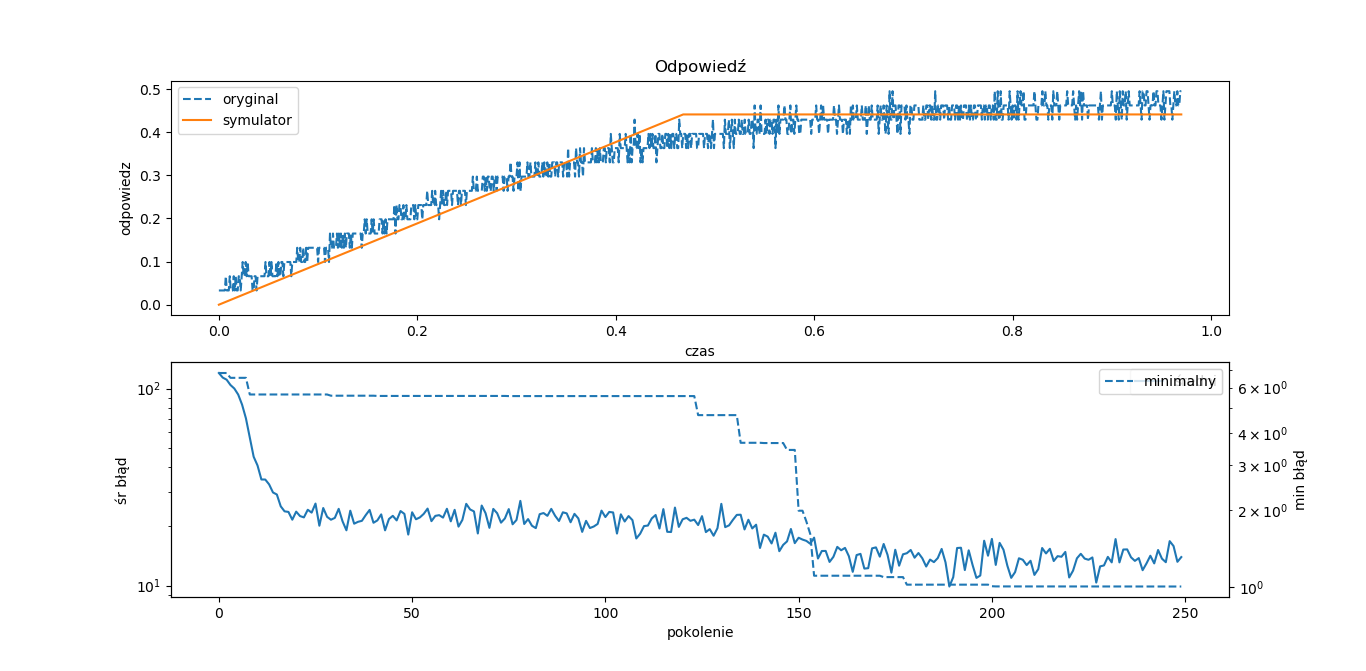 Odpowiedź
oryginal
symulator
odpowiedz
0.5
0.4
0.3
0.2
0.1
0.0
0.0 0.2 0.4 0.6 0.8 1.0
czas
minimalny
śr błąd
10²
10¹
min błąd
6 × 10⁰
4 × 10⁰
3 × 10⁰
2 × 10⁰
10⁰
0 50 100 150 200 250
pokolenie